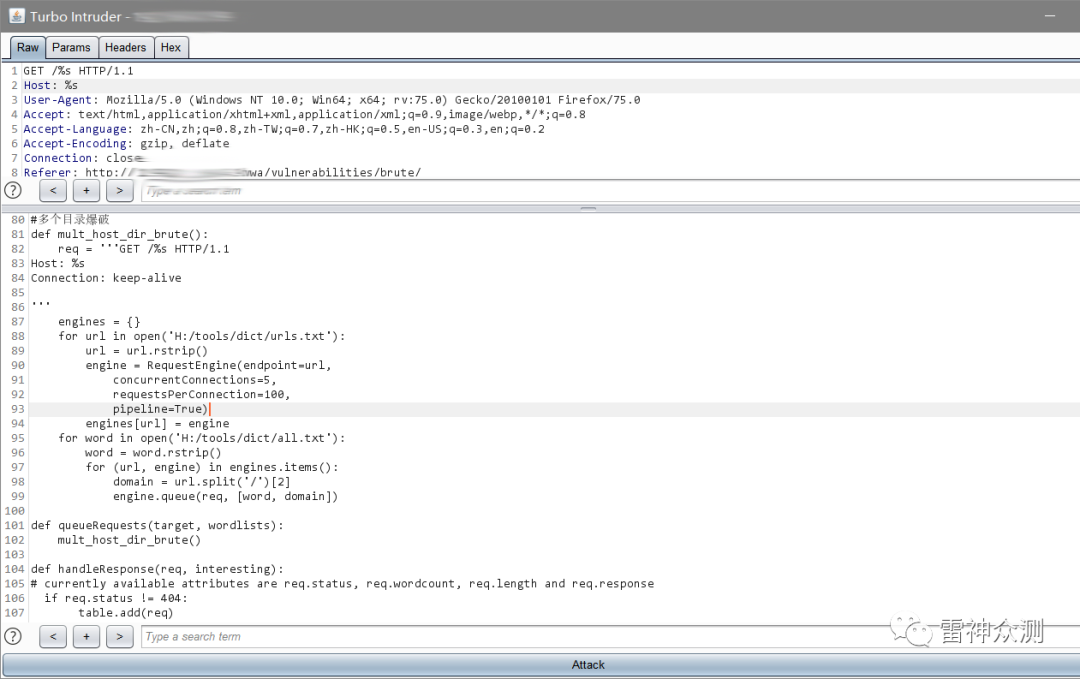 Turbo Intruder -
Raw Params Headers Hex
1 GET /%s HTTP/1.1
2 Host: %s
3 User-Agent: Mozilla/5.0 (Windows NT 10.0; Win64; x64; rv:75.0) Gecko/20100101 Firefox/75.0
4 Accept: text/html,application/xhtml+xml,application/xml;q=0.9,image/webp,*/*;q=0.8
5 Accept-Language: zh-CN,zh;q=0.8,zh-TW;q=0.7,zh-HK;q=0.5,en-US;q=0.3,en;q=0.2
6 Accept-Encoding: gzip, deflate
7 Connection: close
8 Referer: http:// wa/vulnerabilities/brute/
? < + > Type a search term
80 #多个目录爆破
81 def mult_host_dir_brute():
82     req = '''GET /%s HTTP/1.1
83 Host: %s
84 Connection: keep-alive
85
86 '''
87     engines = {}
88     for url in open('H:/tools/dict/urls.txt'):
89         url = url.rstrip()
90         engine = RequestEngine(endpoint=url,
91             concurrentConnections=5,
92             requestsPerConnection=100,
93             pipeline=True)
94         engines[url] = engine
95     for word in open('H:/tools/dict/all.txt'):
96         word = word.rstrip()
97         for (url, engine) in engines.items():
98             domain = url.split('/')[2]
99             engine.queue(req, [word, domain])
100
101 def queueRequests(target, wordlists):
102     mult_host_dir_brute()
103
104 def handleResponse(req, interesting):
105 # currently available attributes are req.status, req.wordcount, req.length and req.response
106   if req.status != 404:
107        table.add(req)
? < + > Type a search term
雷神众测
Attack